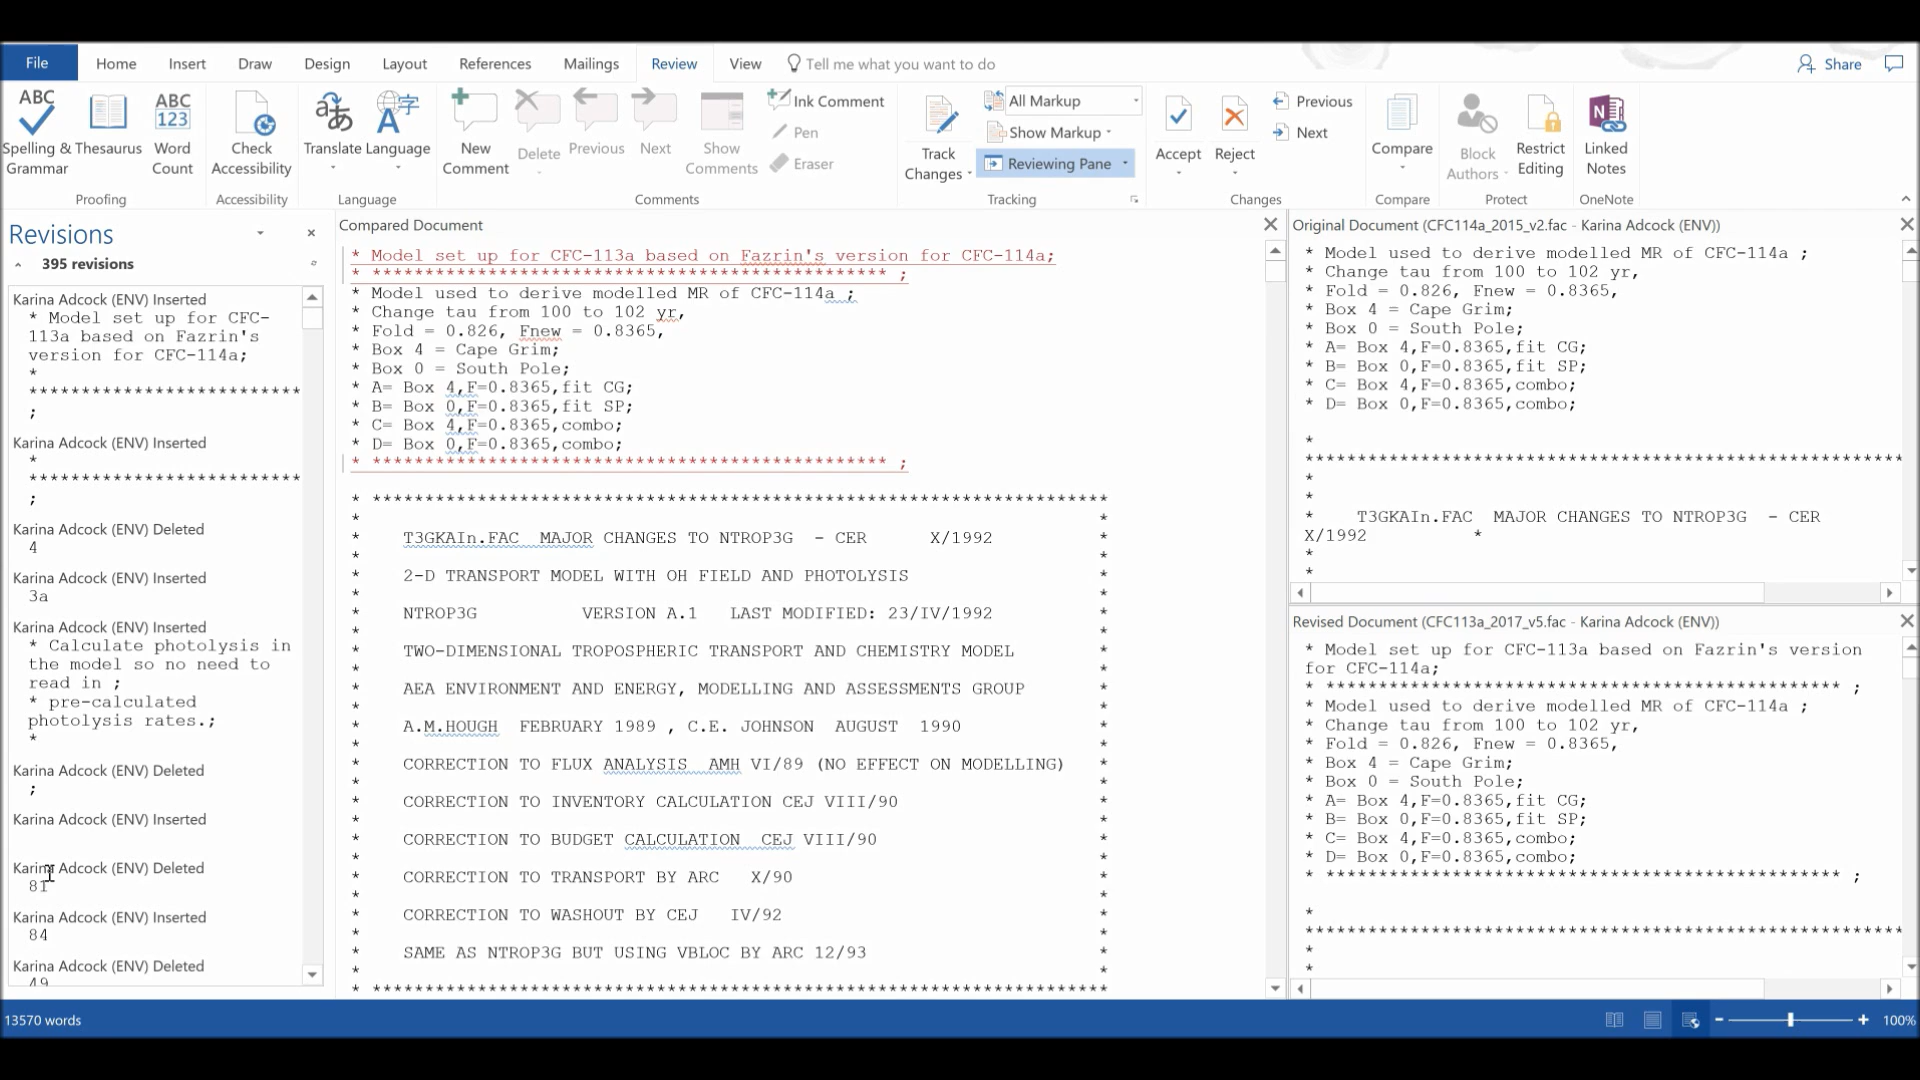 File Home Insert Draw Design Layout References Mailings Review View Tell me what you want to do Share
ABC ABC 123 Ink Comment All Markup Previous
Pen Show Markup Next
Spelling & Grammar Thesaurus Word Count Check Accessibility Translate Language New Comment Delete Previous Next Show Comments Eraser Track Changes Reviewing Pane Accept Reject Compare Block Authors Restrict Editing Linked Notes
Proofing Accessibility Language Comments Tracking Changes Compare Protect OneNote
Revisions
395 revisions
Karina Adcock (ENV) Inserted
* Model set up for CFC-
113a based on Fazrin's
version for CFC-114a;
*
**************************
;
Karina Adcock (ENV) Inserted
*
**************************
;
Karina Adcock (ENV) Deleted
4
Karina Adcock (ENV) Inserted
3a
Karina Adcock (ENV) Inserted
* Calculate photolysis in
the model so no need to
read in ;
* pre-calculated
photolysis rates.;
*
Karina Adcock (ENV) Deleted
;
Karina Adcock (ENV) Inserted
Karina Adcock (ENV) Deleted
81
Karina Adcock (ENV) Inserted
84
Karina Adcock (ENV) Deleted
49
Compared Document
* Model set up for CFC-113a based on Fazrin's version for CFC-114a;
* ************************************************* ;
* Model used to derive modelled MR of CFC-114a ;
* Change tau from 100 to 102 yr,
* Fold = 0.826, Fnew = 0.8365,
* Box 4 = Cape Grim;
* Box 0 = South Pole;
* A= Box 4,F=0.8365,fit CG;
* B= Box 0,F=0.8365,fit SP;
* C= Box 4,F=0.8365,combo;
* D= Box 0,F=0.8365,combo;
* ************************************************* ;
* **********************************************************************
* *
* T3GKAIn.FAC MAJOR CHANGES TO NTROP3G - CER X/1992 *
* *
* 2-D TRANSPORT MODEL WITH OH FIELD AND PHOTOLYSIS *
* *
* NTROP3G VERSION A.1 LAST MODIFIED: 23/IV/1992 *
* *
* TWO-DIMENSIONAL TROPOSPHERIC TRANSPORT AND CHEMISTRY MODEL *
* *
* AEA ENVIRONMENT AND ENERGY, MODELLING AND ASSESSMENTS GROUP *
* *
* A.M.HOUGH FEBRUARY 1989 , C.E. JOHNSON AUGUST 1990 *
* *
* CORRECTION TO FLUX ANALYSIS AMH VI/89 (NO EFFECT ON MODELLING) *
* *
* CORRECTION TO INVENTORY CALCULATION CEJ VIII/90 *
* *
* CORRECTION TO BUDGET CALCULATION CEJ VIII/90 *
* *
* CORRECTION TO TRANSPORT BY ARC X/90 *
* *
* CORRECTION TO WASHOUT BY CEJ IV/92 *
* *
* SAME AS NTROP3G BUT USING VBLOC BY ARC 12/93 *
* *
* **********************************************************************
Original Document (CFC114a_2015_v2.fac - Karina Adcock (ENV))
* Model used to derive modelled MR of CFC-114a ;
* Change tau from 100 to 102 yr,
* Fold = 0.826, Fnew = 0.8365,
* Box 4 = Cape Grim;
* Box 0 = South Pole;
* A= Box 4,F=0.8365,fit CG;
* B= Box 0,F=0.8365,fit SP;
* C= Box 4,F=0.8365,combo;
* D= Box 0,F=0.8365,combo;
*
*********************************************************
*
*
* T3GKAIn.FAC MAJOR CHANGES TO NTROP3G - CER
X/1992 *
*
*
Revised Document (CFC113a_2017_v5.fac - Karina Adcock (ENV))
* Model set up for CFC-113a based on Fazrin's version
for CFC-114a;
* ************************************************* ;
* Model used to derive modelled MR of CFC-114a ;
* Change tau from 100 to 102 yr,
* Fold = 0.826, Fnew = 0.8365,
* Box 4 = Cape Grim;
* Box 0 = South Pole;
* A= Box 4,F=0.8365,fit CG;
* B= Box 0,F=0.8365,fit SP;
* C= Box 4,F=0.8365,combo;
* D= Box 0,F=0.8365,combo;
* ************************************************* ;
*
*********************************************************
*
*
13570 words 100%